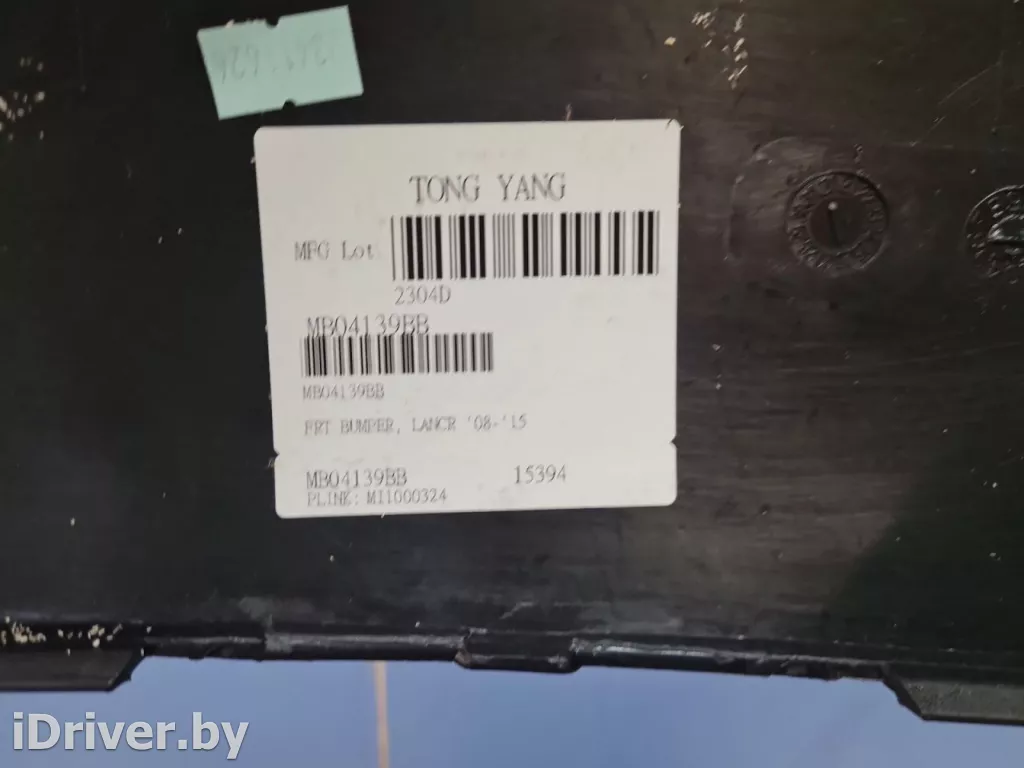 TONG YANG
MFG Lot
2304D
MB04139BB
MB04139BB
FRT BUMPER, LANCR '08-'15
MB04139BB 15394
PLINK: MI1000324
iDriver.by